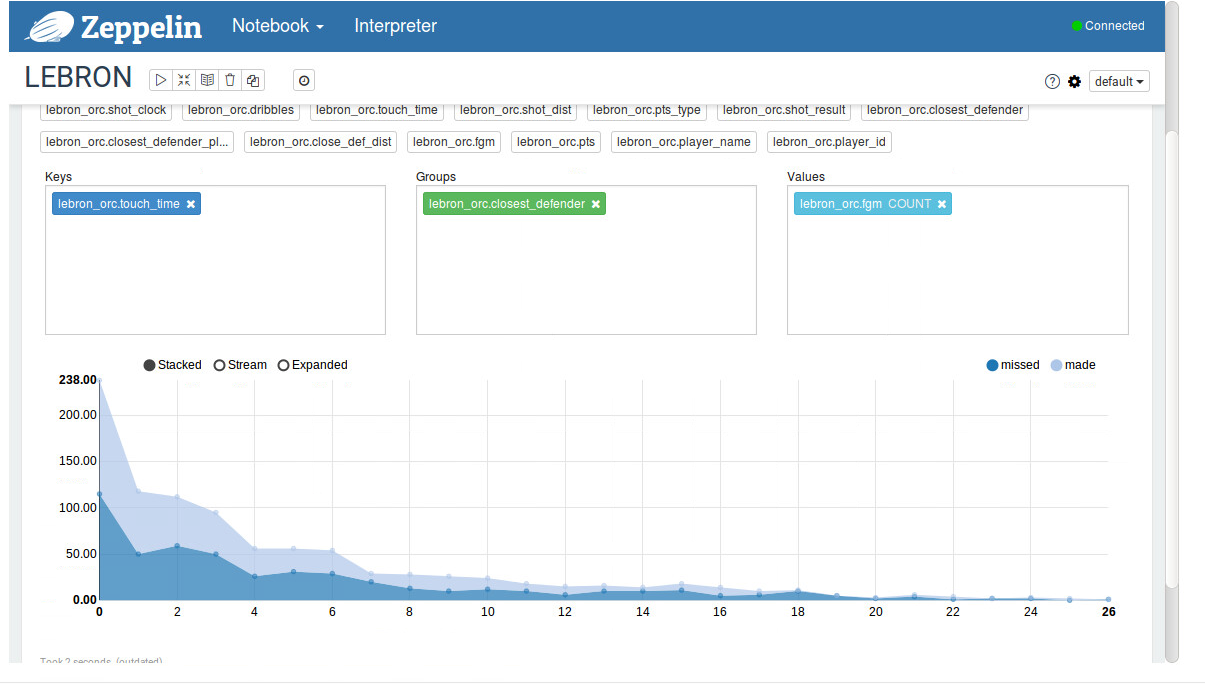 Zeppelin Notebook Interpreter Connected
LEBRON default
lebron_orc.shot_clock lebron_orc.dribbles lebron_orc.touch_time lebron_orc.shot_dist lebron_orc.pts_type lebron_orc.shot_result lebron_orc.closest_defender
lebron_orc.closest_defender_pl... lebron_orc.close_def_dist lebron_orc.fgm lebron_orc.pts lebron_orc.player_name lebron_orc.player_id
Keys Groups Values
lebron_orc.touch_time lebron_orc.closest_defender lebron_orc.fgm COUNT
Stacked Stream Expanded missed made
238.00
200.00
150.00
100.00
50.00
0.00
0 2 4 6 8 10 12 14 16 18 20 22 24 26
Took 2 seconds. (outdated)